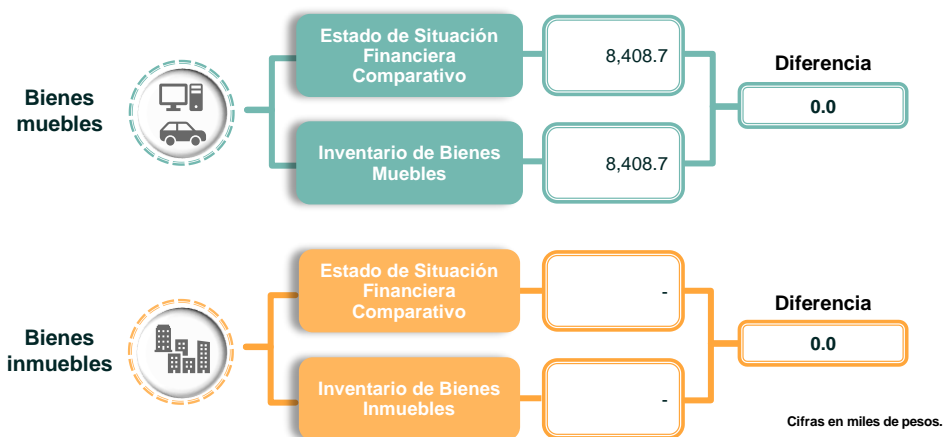 Bienes
muebles
Estado de Situación
Financiera
Comparativo
8,408.7
Inventario de Bienes
Muebles
8,408.7
Diferencia
0.0
Bienes
inmuebles
Estado de Situación
Financiera
Comparativo
-
Inventario de Bienes
Inmuebles
-
Diferencia
0.0
Cifras en miles de pesos.